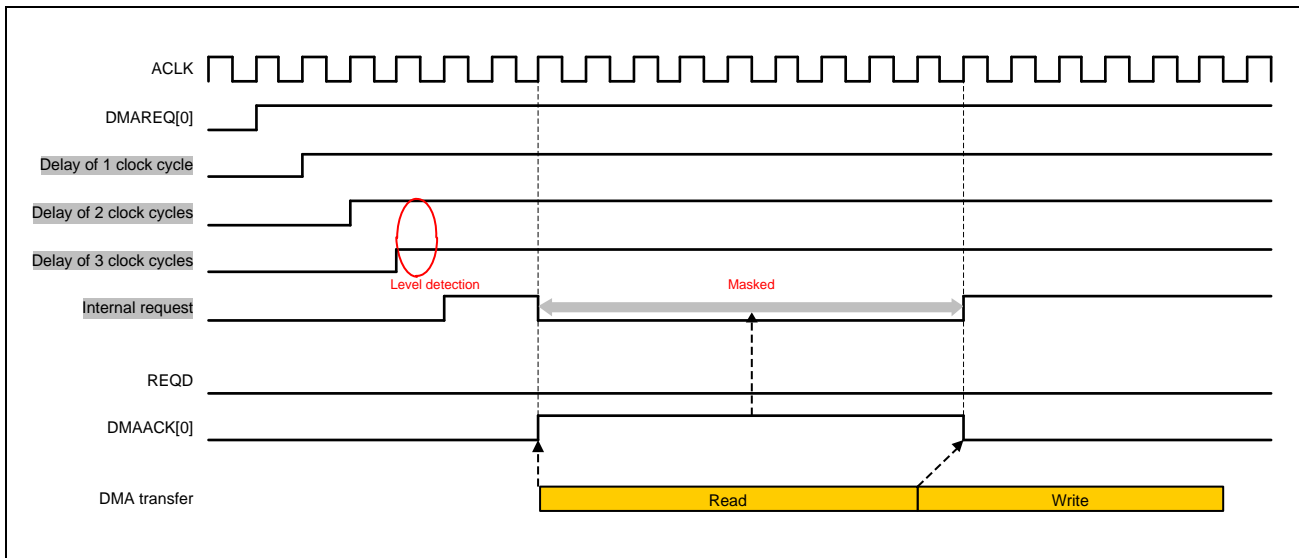 ACLK
DMAREQ[0]
Delay of 1 clock cycle
Delay of 2 clock cycles
Delay of 3 clock cycles
Level detection
Masked
Internal request
REQD
DMAACK[0]
DMA transfer
Read
Write